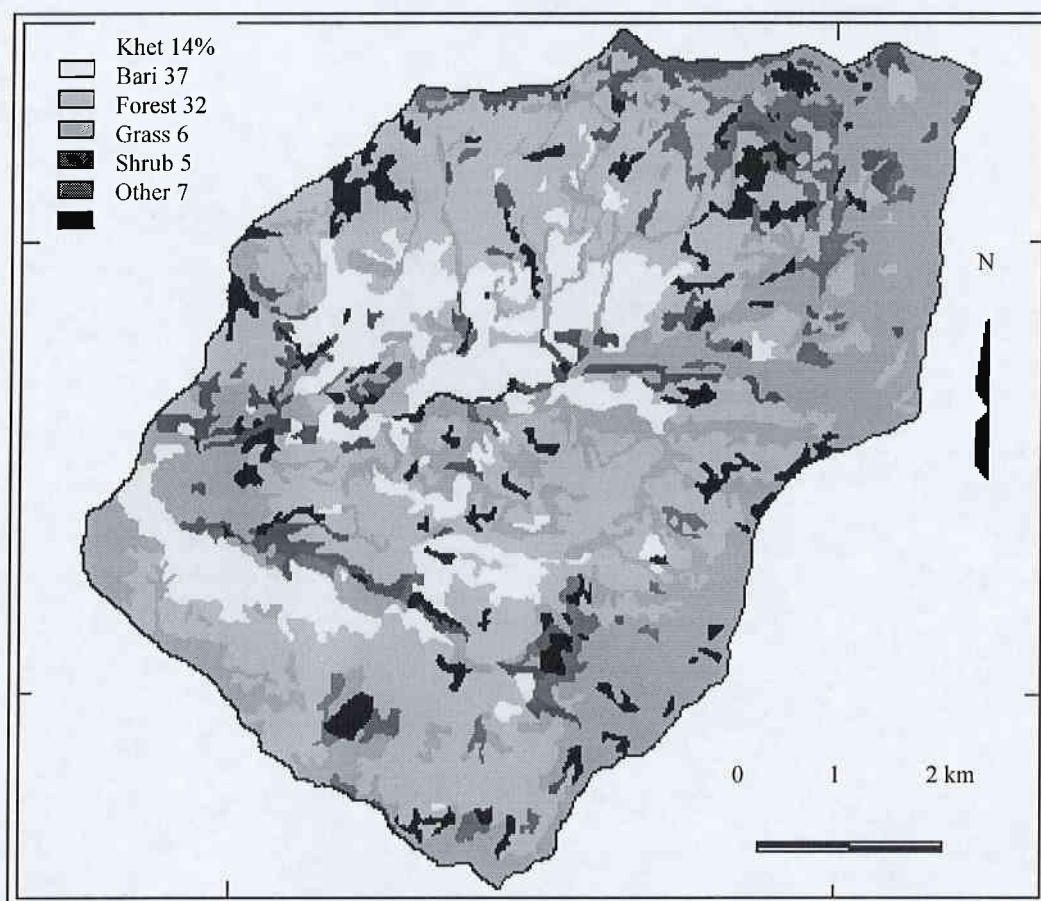 Khet 14%
Bari 37
Forest 32
Grass 6
Shrub 5
Other 7
N
0 1 2 km